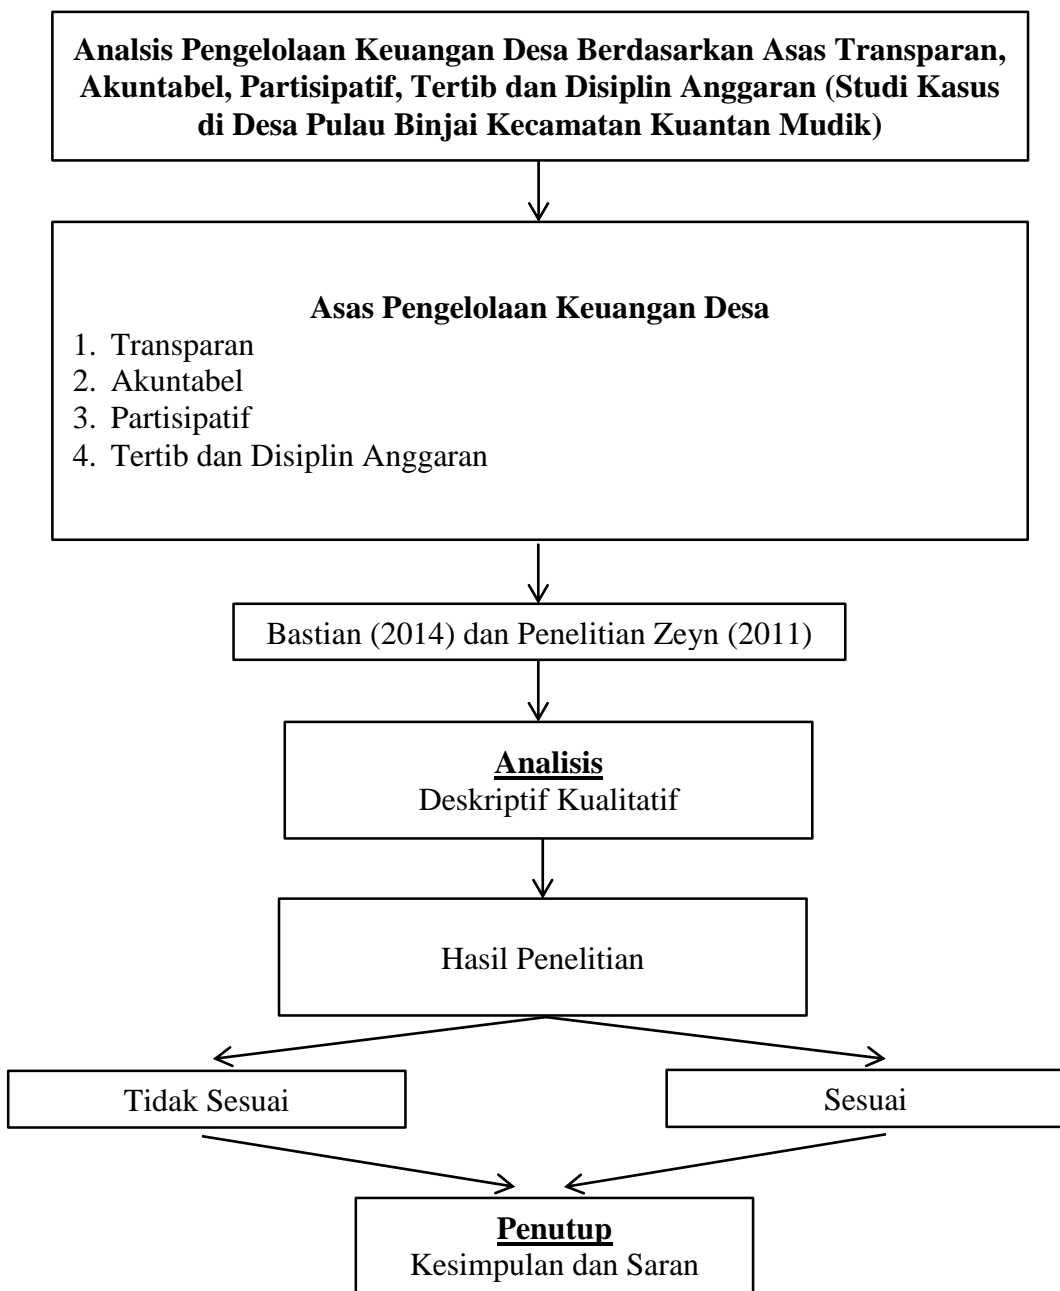 Analsis Pengelolaan Keuangan Desa Berdasarkan Asas Transparan,
Akuntabel, Partisipatif, Tertib dan Disiplin Anggaran (Studi Kasus
di Desa Pulau Binjai Kecamatan Kuantan Mudik)
Asas Pengelolaan Keuangan Desa
1. Transparan
2. Akuntabel
3. Partisipatif
4. Tertib dan Disiplin Anggaran
Bastian (2014) dan Penelitian Zeyn (2011)
Analisis
Deskriptif Kualitatif
Hasil Penelitian
Tidak Sesuai
Sesuai
Penutup
Kesimpulan dan Saran